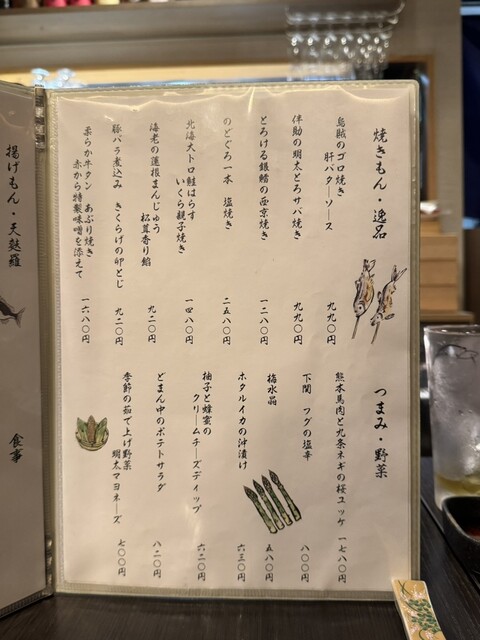 焼きもん・逸品
烏賊のゴロ焼き
肝バターソース
九九〇円
伴助の明太とろサバ焼き
九九〇円
とろける銀鱈の西京焼き
一二八〇円
のどぐろ一本 塩焼き
二五八〇円
北海大トロ鮭はらす
いくら親子焼き
一四八〇円
海老の蓮根まんじゅう
松茸香り餡
九二〇円
豚バラ煮込み きくらげの卯とじ
九二〇円
柔らか牛タン あぶり焼き
赤から特製味噌を添えて
一六八〇円
つまみ・野菜
熊本馬肉と九条ネギの桜ユッケ
一七八〇円
下関 フグの塩辛
八〇〇円
梅水晶
五八〇円
ホタルイカの沖漬け
六三〇円
柚子と蜂蜜の
クリームチーズディップ
六二〇円
どまん中のポテトサラダ
八二〇円
季節の茹で上げ野菜
明太マヨネーズ
七〇〇円
揚げもん・天麩羅
食事